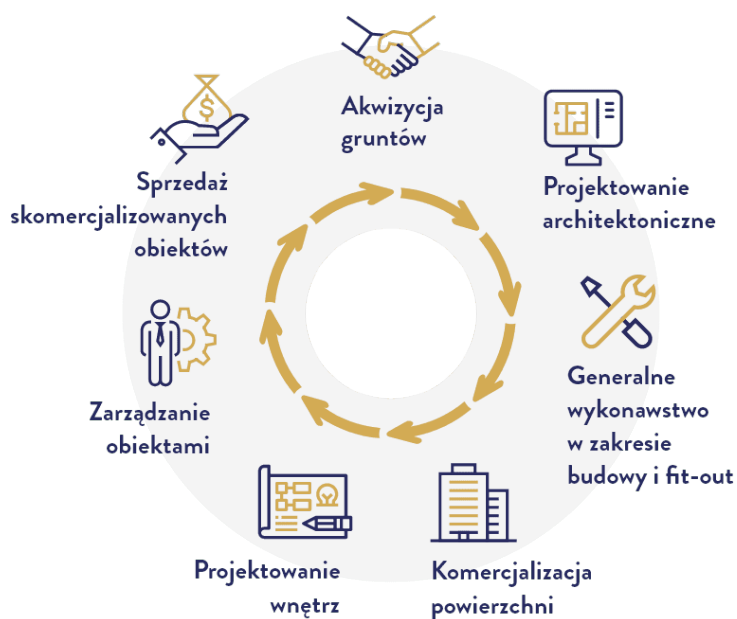 Akwizycja
gruntów
Projektowanie
architektoniczne
Generalne
wykonawstwo
w zakresie
budowy i fit-out
Komercjalizacja
powierzchni
Projektowanie
wnętrz
Zarządzanie
obiektami
Sprzedaż
skomercjalizowanych
obiektów
$